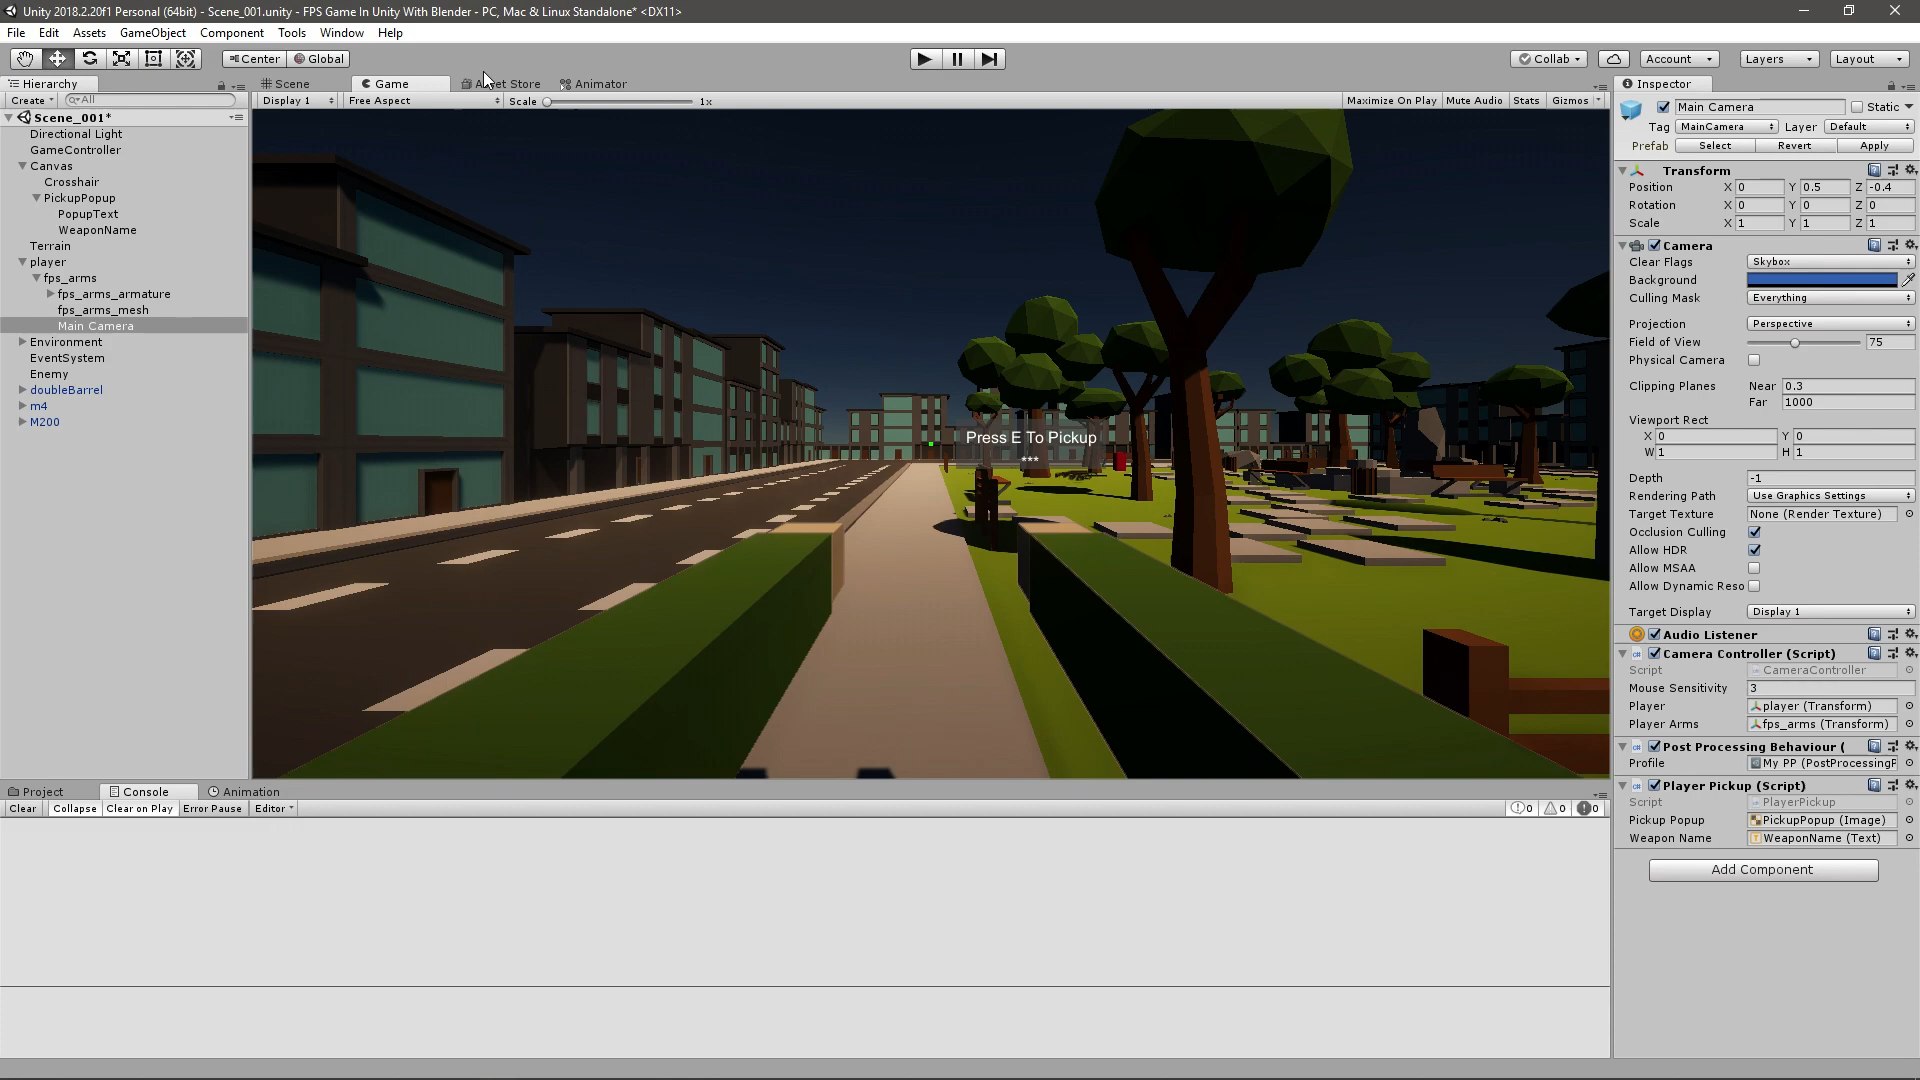 Unity 2018.2.20f1 Personal (64bit) - Scene_001.unity - FPS Game In Unity With Blender - PC, Mac & Linux Standalone* <DX11>
File Edit Assets GameObject Component Tools Window Help
Center Global Collab Account Layers Layout
Hierarchy
Create All
Scene_001*
Directional Light
GameController
Canvas
Crosshair
PickupPopup
PopupText
WeaponName
Terrain
player
fps_arms
fps_arms_armature
fps_arms_mesh
Main Camera
Environment
EventSystem
Enemy
doubleBarrel
m4
M200
Scene Game Store Animator
Display 1 Free Aspect Scale 1x Maximize On Play Mute Audio Stats Gizmos
Press E To Pickup
***
Project Console Animation
Clear Collapse Clear on Play Error Pause Editor 0 0 0
Inspector
Main Camera Static
Tag MainCamera Layer Default
Prefab Select Revert Apply
Transform
Position X 0 Y 0.5 Z -0.4
Rotation X 0 Y 0 Z 0
Scale X 1 Y 1 Z 1
Camera
Clear Flags Skybox
Background
Culling Mask Everything
Projection Perspective
Field of View 75
Physical Camera
Clipping Planes Near 0.3
Far 1000
Viewport Rect
X 0 Y 0
W 1 H 1
Depth -1
Rendering Path Use Graphics Settings
Target Texture None (Render Texture)
Occlusion Culling
Allow HDR
Allow MSAA
Allow Dynamic Reso
Target Display Display 1
Audio Listener
Camera Controller (Script)
Script CameraController
Mouse Sensitivity 3
Player player (Transform)
Player Arms fps_arms (Transform)
Post Processing Behaviour (
Profile My PP (PostProcessingP
Player Pickup (Script)
Script PlayerPickup
Pickup Popup PickupPopup (Image)
Weapon Name WeaponName (Text)
Add Component